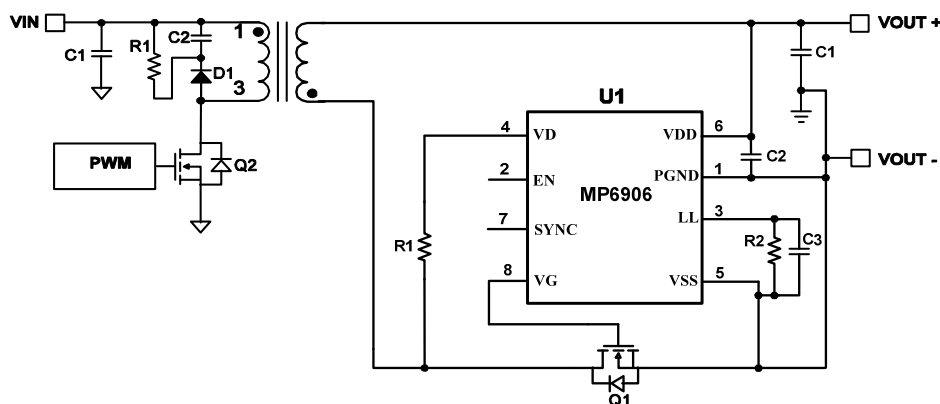 VIN
VOUT +
C1
R1
C2
1
D1
3
C1
U1
PWM
Q2
4
VD
VDD
6
C2
2
EN
PGND
1
VOUT -
MP6906
7
SYNC
LL
3
R1
R2
C3
8
VG
VSS
5
Q1